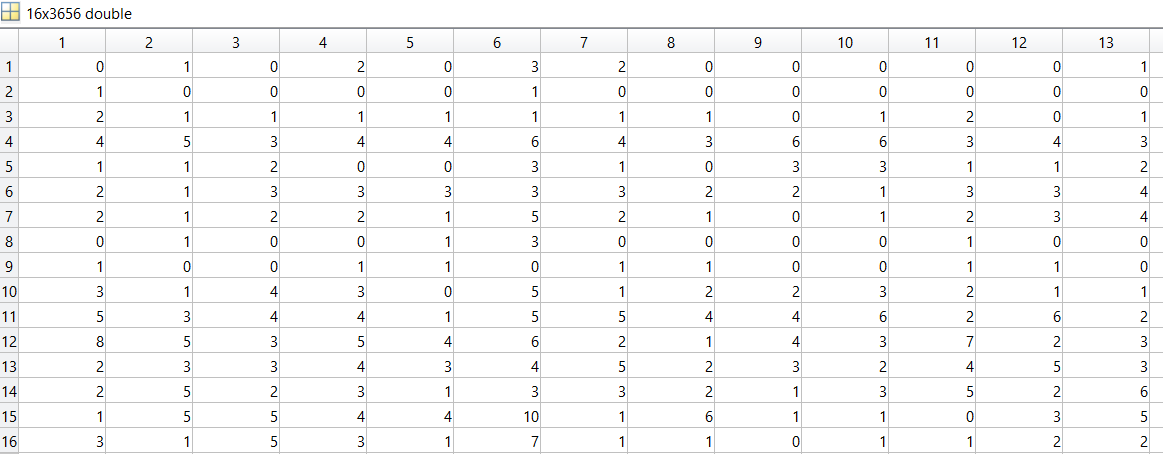 16x3656 double
1 2 3 4 5 6 7 8 9 10 11 12 13
1 0 1 0 2 0 3 2 0 0 0 0 0 1
2 1 0 0 0 0 1 0 0 0 0 0 0 0
3 2 1 1 1 1 1 1 1 0 1 2 0 1
4 4 5 3 4 4 6 4 3 6 6 3 4 3
5 1 1 2 0 0 3 1 0 3 3 1 1 2
6 2 1 3 3 3 3 3 2 2 1 3 3 4
7 2 1 2 2 1 5 2 1 0 1 2 3 4
8 0 1 0 0 1 3 0 0 0 0 1 0 0
9 1 0 0 1 1 0 1 1 0 0 1 1 0
10 3 1 4 3 0 5 1 2 2 3 2 1 1
11 5 3 4 4 1 5 5 4 4 6 2 6 2
12 8 5 3 5 4 6 2 1 4 3 7 2 3
13 2 3 3 4 3 4 5 2 3 2 4 5 3
14 2 5 2 3 1 3 3 2 1 3 5 2 6
15 1 5 5 4 4 10 1 6 1 1 0 3 5
16 3 1 5 3 1 7 1 1 0 1 1 2 2